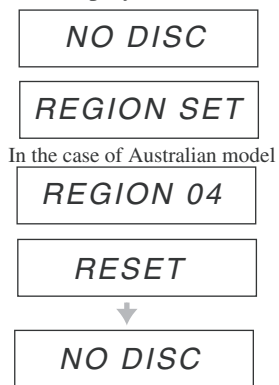 NO DISC
REGION SET
In the case of Australian model
REGION 04
RESET
NO DISC